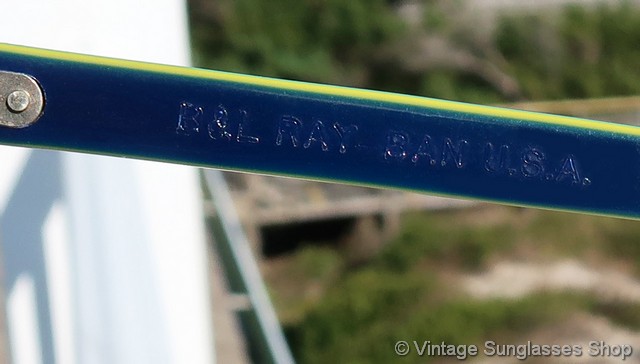 B&L RAY-BAN U.S.A.
© Vintage Sunglasses Shop